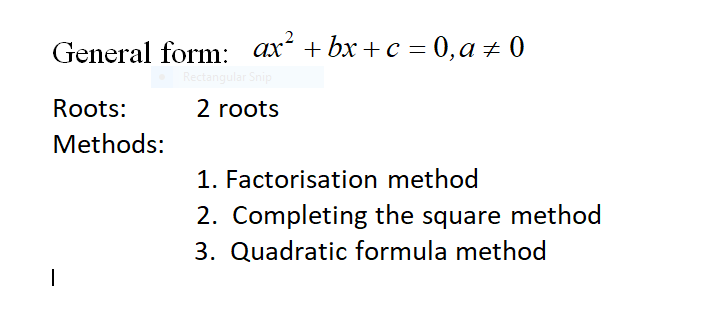 General form: ax² + bx + c = 0, a ≠ 0
Rectangular Snip
Roots: 2 roots
Methods:
1. Factorisation method
2. Completing the square method
3. Quadratic formula method